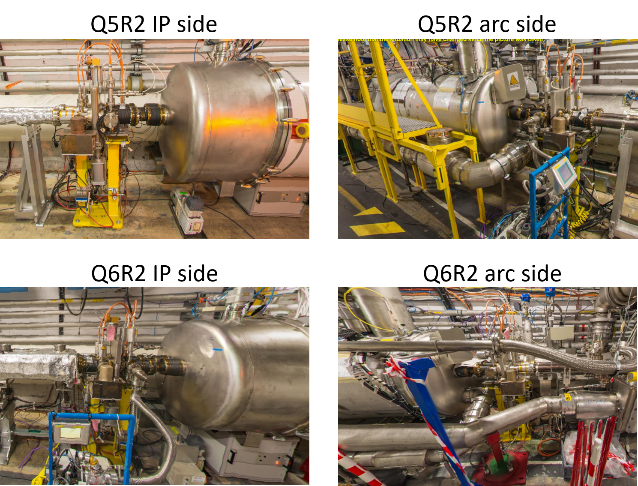 Q5R2 IP side
Q5R2 arc side
Q6R2 IP side
Q6R2 arc side